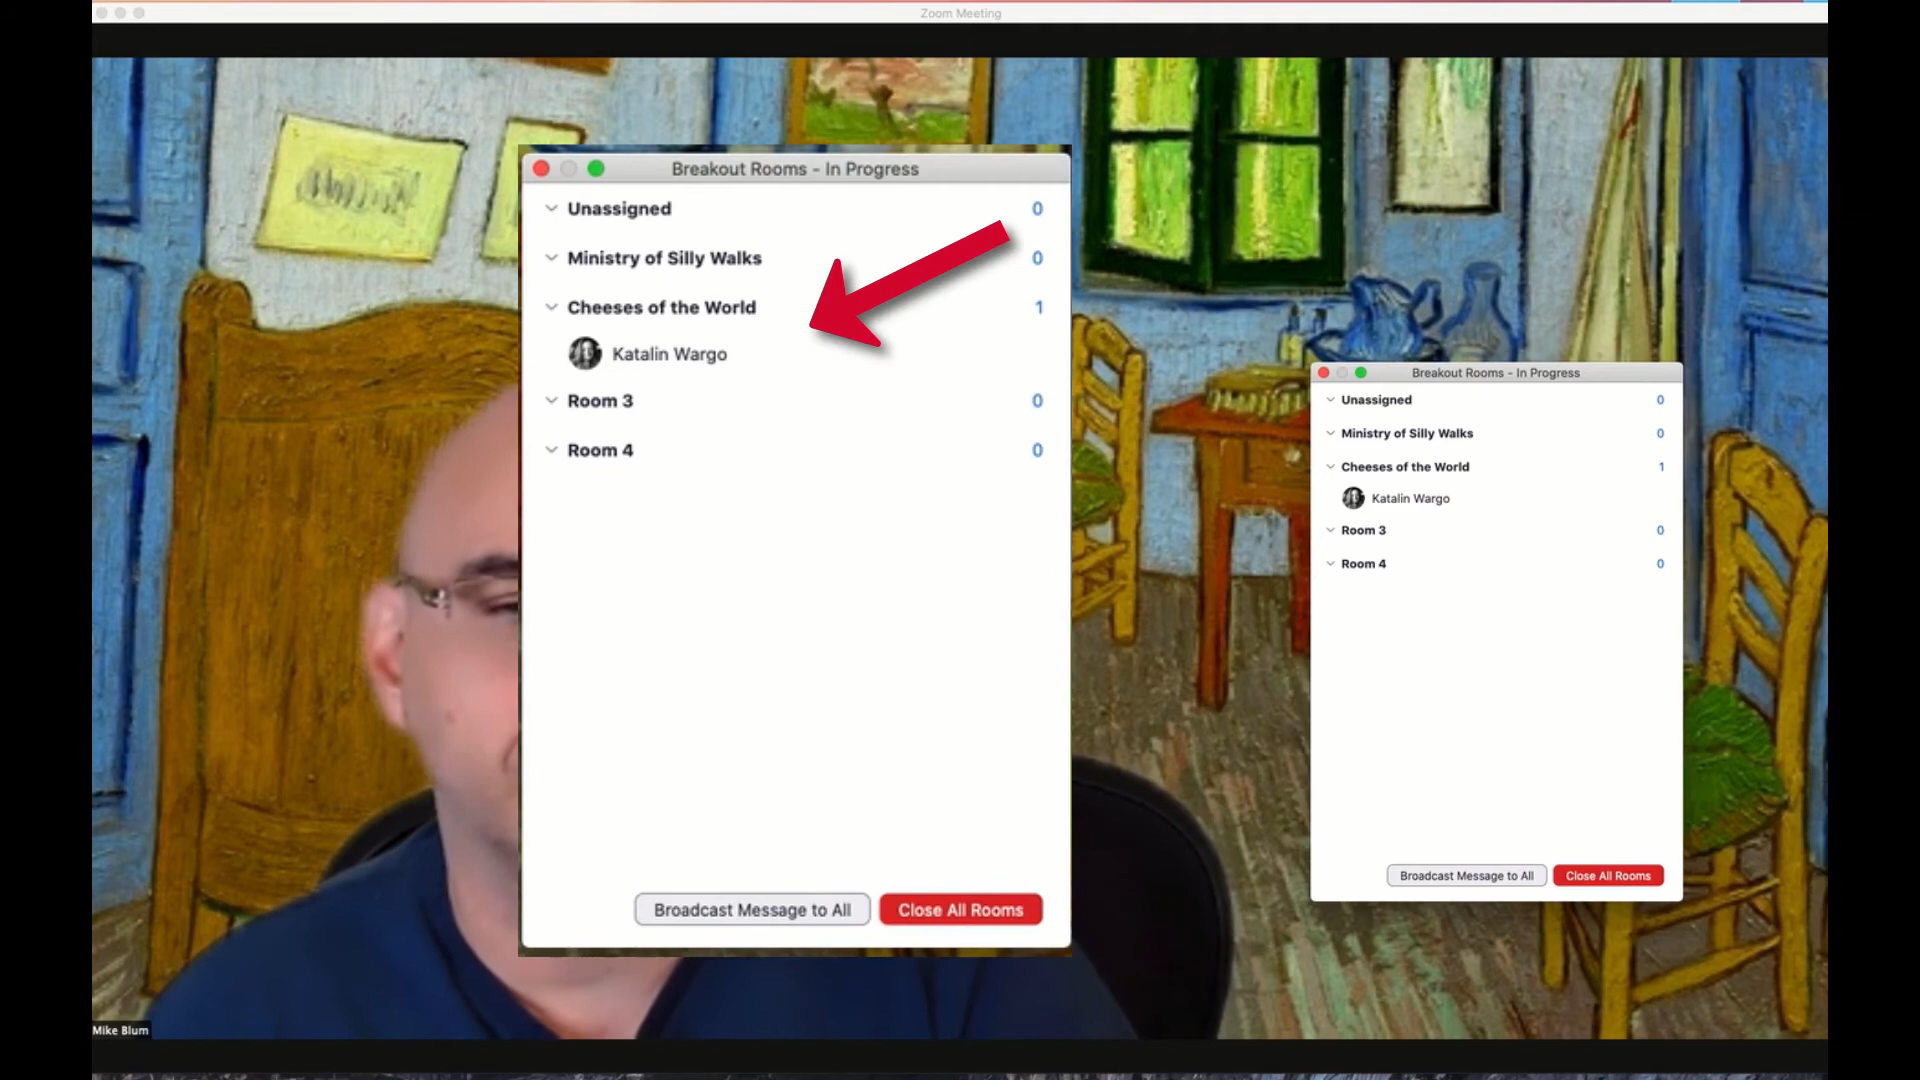 Zoom Meeting
Breakout Rooms - In Progress
Unassigned 0
Ministry of Silly Walks 0
Cheeses of the World 1
Katalin Wargo
Room 3 0
Room 4 0
Broadcast Message to All Close All Rooms
Breakout Rooms - In Progress
Unassigned 0
Ministry of Silly Walks 0
Cheeses of the World 1
Katalin Wargo
Room 3 0
Room 4 0
Broadcast Message to All Close All Rooms
Mike Blum